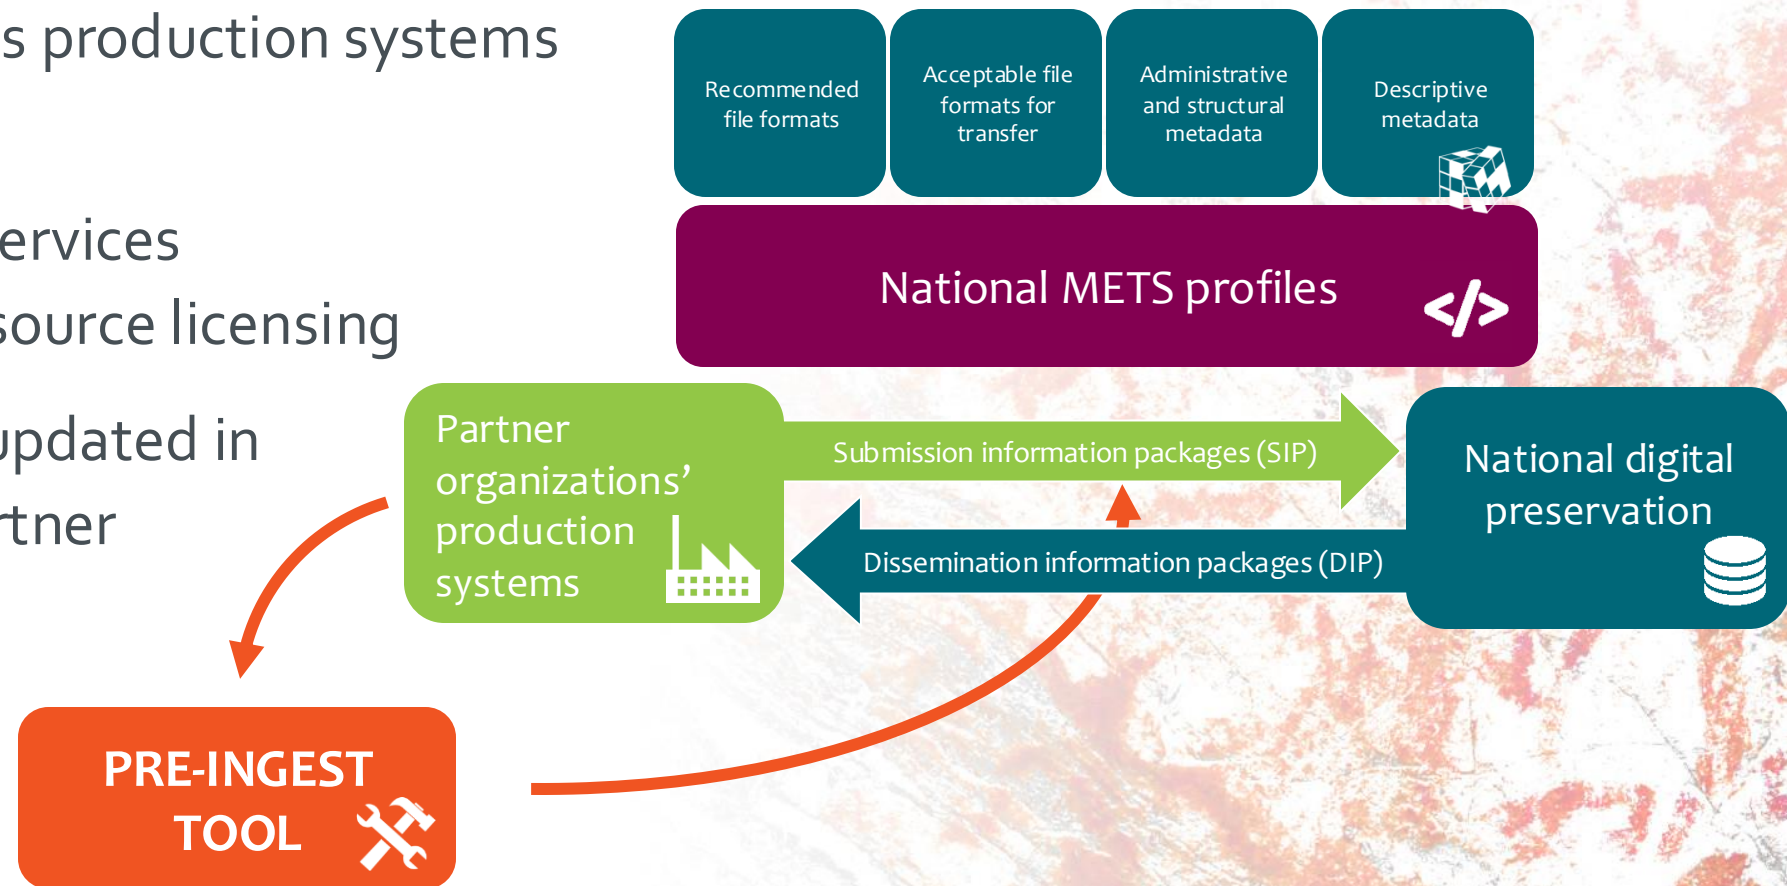 s production systems
ervices
source licensing
updated in
rtner
Recommended
file formats
Acceptable file
formats for
transfer
Administrative
and structural
metadata
Descriptive
metadata
National METS profiles
</>
Partner
organizations’
production
systems
Submission information packages (SIP)
Dissemination information packages (DIP)
National digital
preservation
PRE-INGEST
TOOL